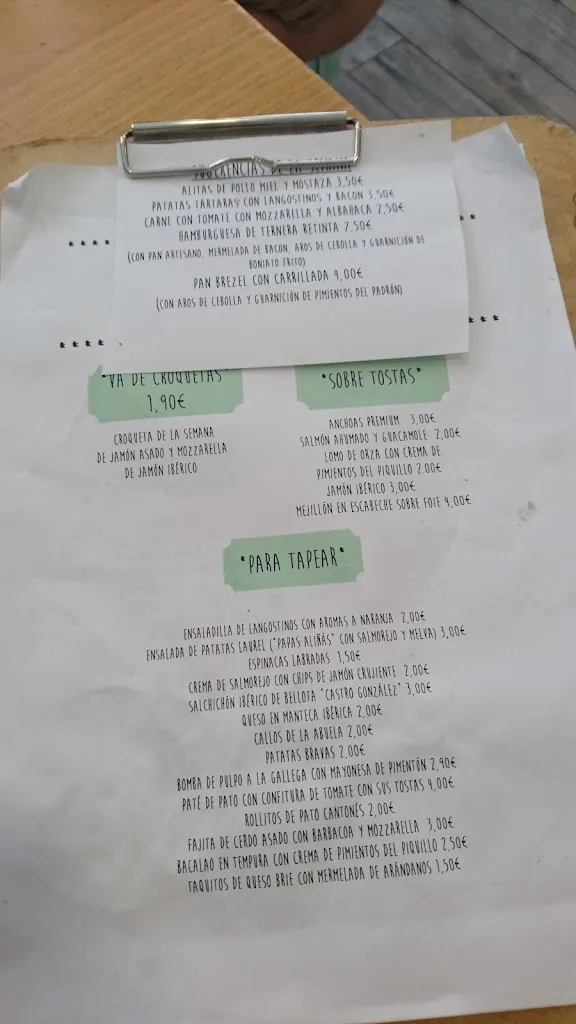 SUGERENCIAS DE LA SEMANA
ALITAS DE POLLO MIEL Y MOSTAZA 3,50€
PATATAS TÁRTARAS CON LANGOSTINOS Y BACON 3,50€
CARNE CON TOMATE CON MOZZARELLA Y ALBAHACA 2,50€
HAMBURGUESA DE TERNERA RETINTA 7,50€
(CON PAN ARTESANO, MERMELADA DE BACON, AROS DE CEBOLLA Y GUARNICIÓN DE
BONIATO FRITO)
PAN BREZEL CON CARRILLADA 9,00€
(CON AROS DE CEBOLLA Y GUARNICIÓN DE PIMIENTOS DEL PADRÓN)
"VA DE CROQUETAS"
1,90€
CROQUETA DE LA SEMANA
DE JAMÓN ASADO Y MOZZARELLA
DE JAMÓN IBÉRICO
"SOBRE TOSTAS"
ANCHOAS PREMIUM 3,00€
SALMÓN AHUMADO Y GUACAMOLE 2,00€
LOMO DE ORZA CON CREMA DE
PIMIENTOS DEL PIQUILLO 2.00€
JAMÓN IBÉRICO 3,00€
MEJILLÓN EN ESCABECHE SOBRE FOIE 4,00€
"PARA TAPEAR"
ENSALADILLA DE LANGOSTINOS CON AROMAS A NARANJA 2,00€
ENSALADA DE PATATAS LAUREL ("PAPAS ALIÑÁS" CON SALMOREJO Y MELVA) 3,00€
ESPINACAS LABRADAS 1,50€
CREMA DE SALMOREJO CON CHIPS DE JAMÓN CRUJIENTE 2,00€
SALCHICHÓN IBÉRICO DE BELLOTA "CASTRO GONZÁLEZ" 3,00€
QUESO EN MANTECA IBÉRICA 2,00€
CALLOS DE LA ABUELA 2,00€
PATATAS BRAVAS 2,00€
BOMBA DE PULPO A LA GALLEGA CON MAYONESA DE PIMENTÓN 2,90€
PATÉ DE PATO CON CONFITURA DE TOMATE CON SUS TOSTAS 4,00€
ROLLITOS DE PATO CANTONÉS 2,00€
FAJITA DE CERDO ASADO CON BARBACOA Y MOZZARELLA 3,00€
BACALAO EN TEMPURA CON CREMA DE PIMIENTOS DEL PIQUILLO 2,50€
TAQUITOS DE QUESO BRIE CON MERMELADA DE ARÁNDANOS 1,50€